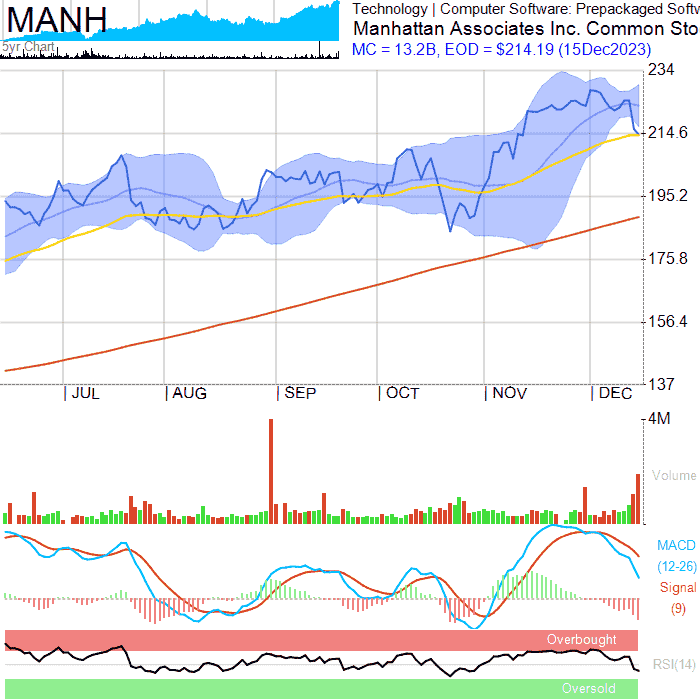 MANH
5yr Chart
Technology | Computer Software: Prepackaged Softw
Manhattan Associates Inc. Common Sto
MC = 13.2B, EOD = $214.19 (15Dec2023)
234
214.6
195.2
175.8
156.4
137
| JUL | AUG | SEP | OCT | NOV | DEC
4M
Volume
MACD
(12-26)
Signal
(9)
Overbought
RSI(14)
Oversold